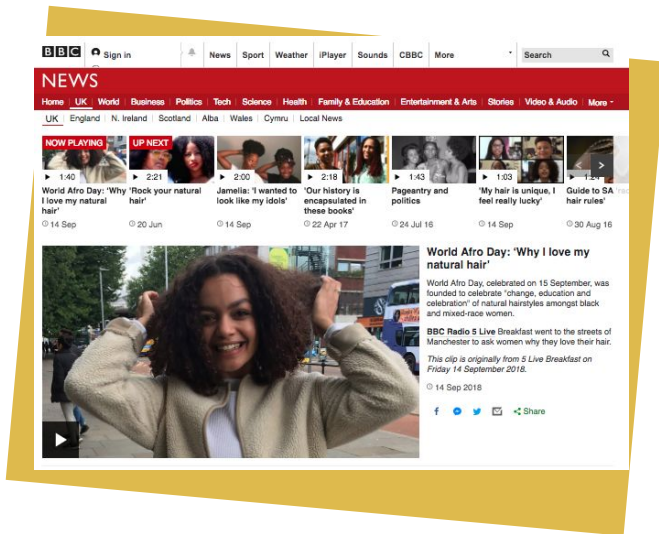 BBC Sign in News Sport Weather iPlayer Sounds CBBC More Search
NEWS
Home UK World Business Politics Tech Science Health Family & Education Entertainment & Arts Stories Video & Audio More
UK England N. Ireland Scotland Alba Wales Cymru Local News
NOW PLAYING
1:40
World Afro Day: 'Why
I love my natural
hair'
14 Sep
UP NEXT
2:21
'Rock your natural
hair'
20 Jun
2:00
Jamelia: 'I wanted to
look like my idols'
14 Sep
2:18
'Our history is
encapsulated in
these books'
22 Apr 17
1:43
Pageantry and
politics
24 Jul 16
1:03
'My hair is unique, I
feel really lucky'
14 Sep
1:24
Guide to SA
hair rules'
30 Aug 16
World Afro Day: 'Why I love my
natural hair'
World Afro Day, celebrated on 15 September, was
founded to celebrate "change, education and
celebration" of natural hairstyles amongst black
and mixed-race women.
BBC Radio 5 Live Breakfast went to the streets of
Manchester to ask women why they love their hair.
This clip is originally from 5 Live Breakfast on
Friday 14 September 2018.
14 Sep 2018
Share